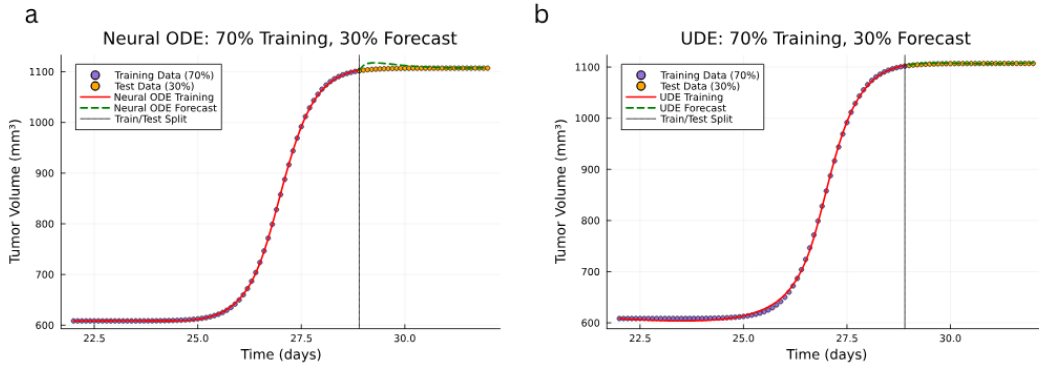 a
Neural ODE: 70% Training, 30% Forecast
Training Data (70%)
Test Data (30%)
Neural ODE Training
Neural ODE Forecast
Train/Test Split
Tumor Volume (mm³)
1100
1000
900
800
700
600
22.5
25.0
27.5
30.0
Time (days)
b
UDE: 70% Training, 30% Forecast
Training Data (70%)
Test Data (30%)
UDE Training
UDE Forecast
Train/Test Split
Tumor Volume (mm³)
1100
1000
900
800
700
600
22.5
25.0
27.5
30.0
Time (days)